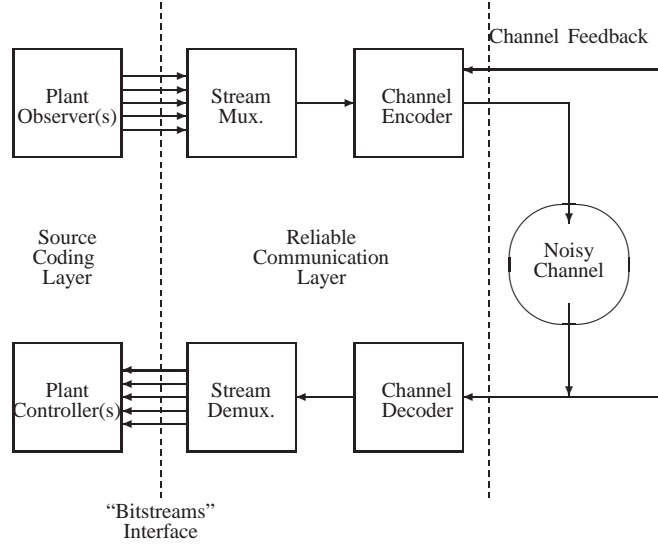 Channel Feedback
Plant
Observer(s)
Stream
Mux.
Channel
Encoder
Source
Coding
Layer
Reliable
Communication
Layer
Noisy
Channel
Plant
Controller(s)
Stream
Demux.
Channel
Decoder
“Bitstreams”
Interface